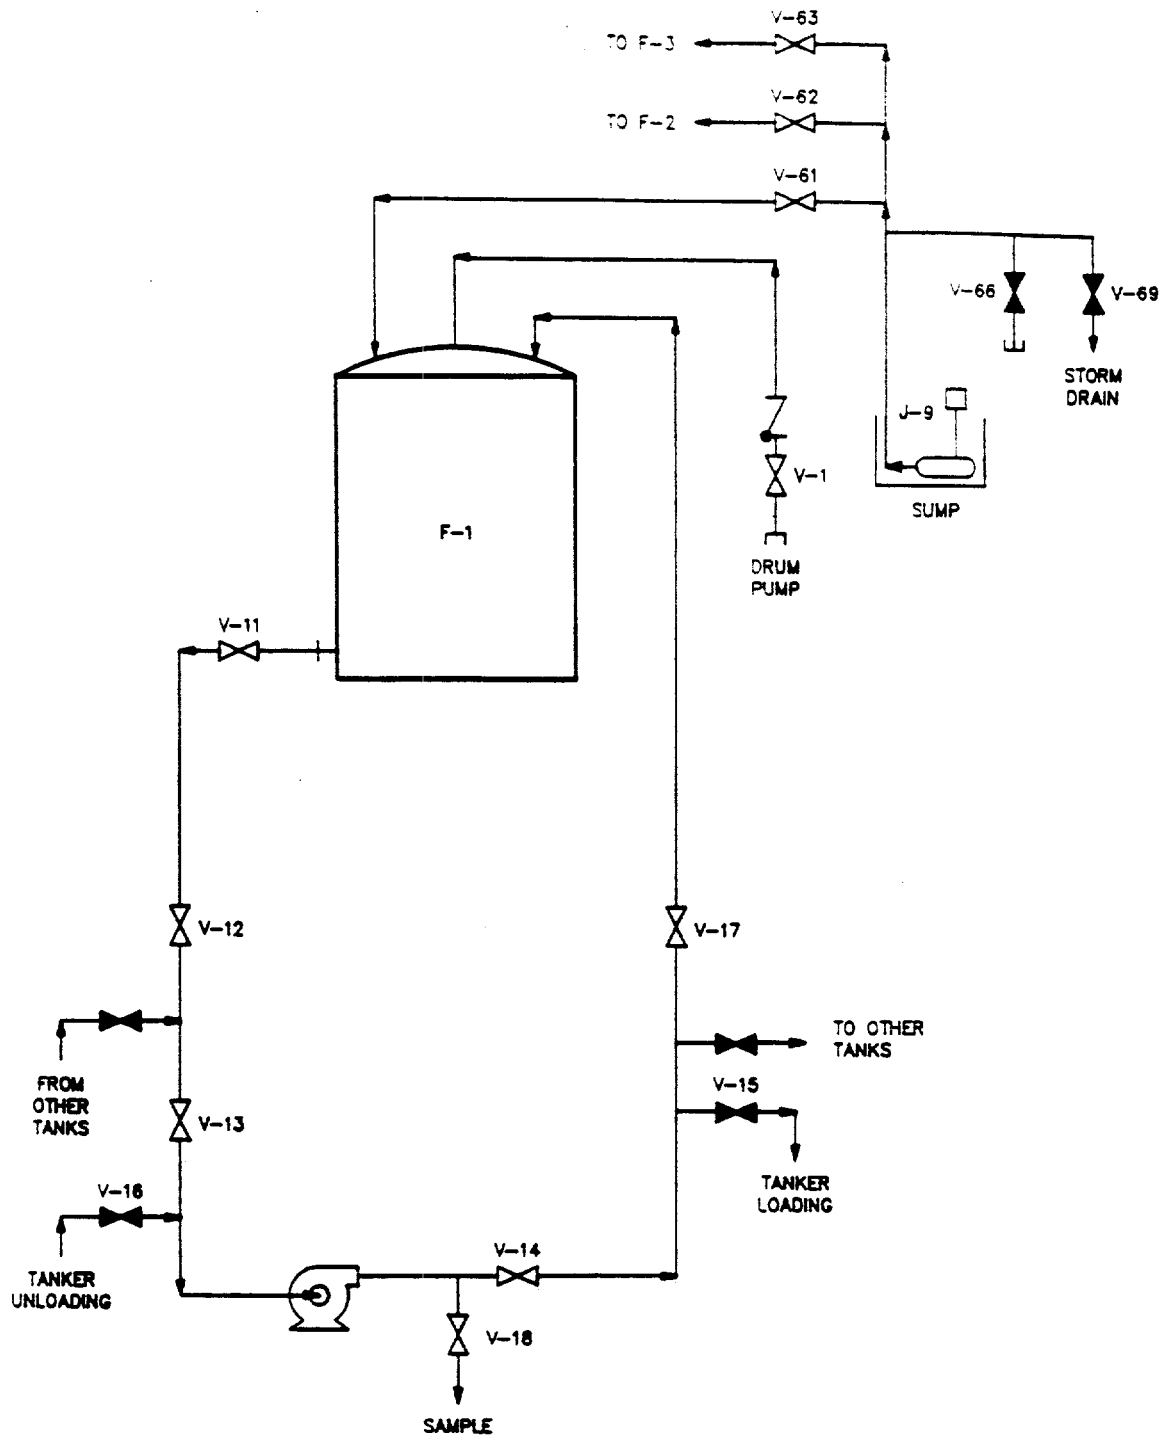 V-63
TO F-3
V-62
TO F-2
V-61
V-66
V-69
STORM
DRAIN
J-9
V-1
SUMP
F-1
DRUM
PUMP
V-11
V-12
V-17
TO OTHER
TANKS
FROM
OTHER
TANKS
V-13
V-15
V-16
TANKER
LOADING
V-14
TANKER
UNLOADING
V-18
SAMPLE